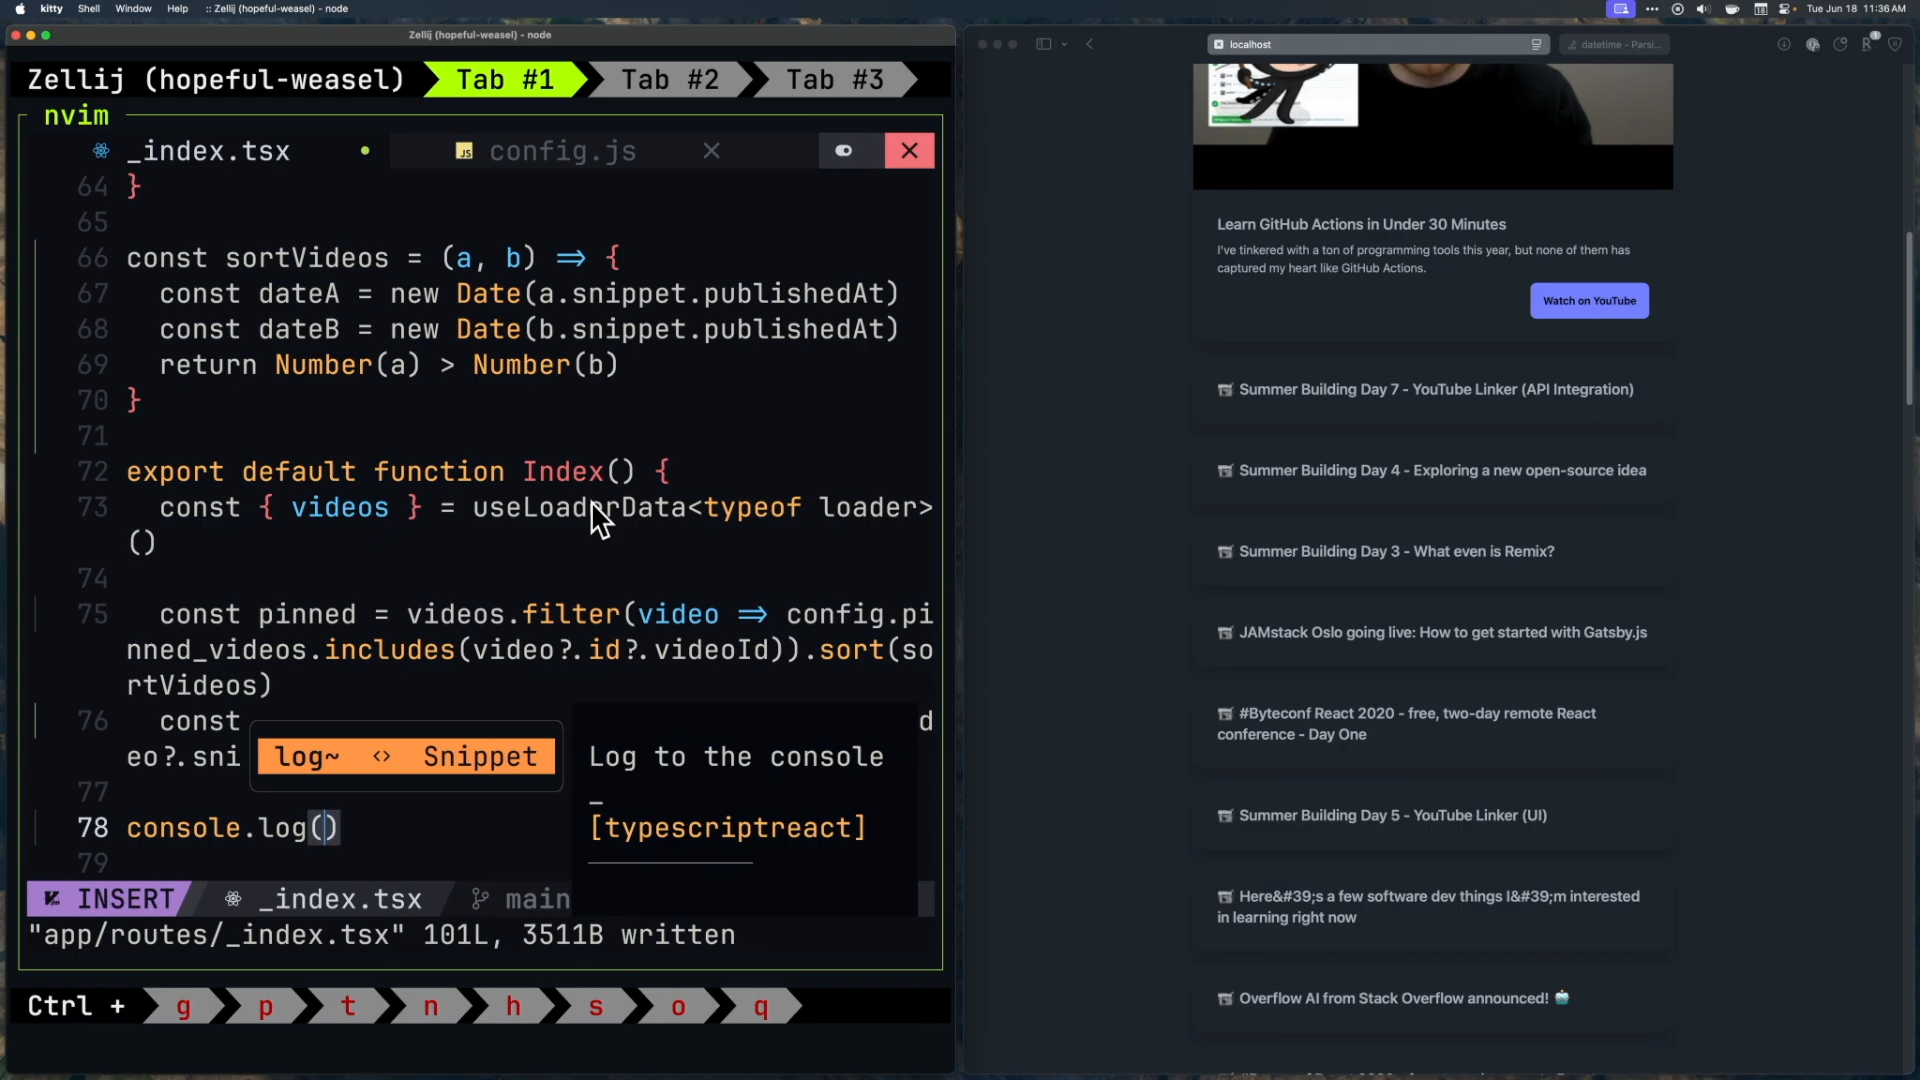 kitty Shell Window Help :: Zellij (hopeful-weasel) - node
18 Tue Jun 18 11:36 AM
Zellij (hopeful-weasel) - node
Zellij (hopeful-weasel) Tab #1 Tab #2 Tab #3
nvim
_index.tsx JS config.js
64 }
65
66 const sortVideos = (a, b) => {
67 const dateA = new Date(a.snippet.publishedAt)
68 const dateB = new Date(b.snippet.publishedAt)
69 return Number(a) > Number(b)
70 }
71
72 export default function Index() {
73 const { videos } = useLoaderData<typeof loader>
()
74
75 const pinned = videos.filter(video => config.pi
nned_videos.includes(video?.id?.videoId)).sort(so
rtVideos)
76 const d
eo?.sni
log~ <> Snippet
Log to the console
_
[typescriptreact]
77
78 console.log()
79
INSERT _index.tsx main
"app/routes/_index.tsx" 101L, 3511B written
Ctrl + g p t n h s o q
localhost
datetime - Parsi...
R 1
Learn GitHub Actions in Under 30 Minutes
I've tinkered with a ton of programming tools this year, but none of them has
captured my heart like GitHub Actions.
Watch on YouTube
Summer Building Day 7 - YouTube Linker (API Integration)
Summer Building Day 4 - Exploring a new open-source idea
Summer Building Day 3 - What even is Remix?
JAMstack Oslo going live: How to get started with Gatsby.js
#Byteconf React 2020 - free, two-day remote React
conference - Day One
Summer Building Day 5 - YouTube Linker (UI)
Here&#39;s a few software dev things I&#39;m interested
in learning right now
Overflow AI from Stack Overflow announced!